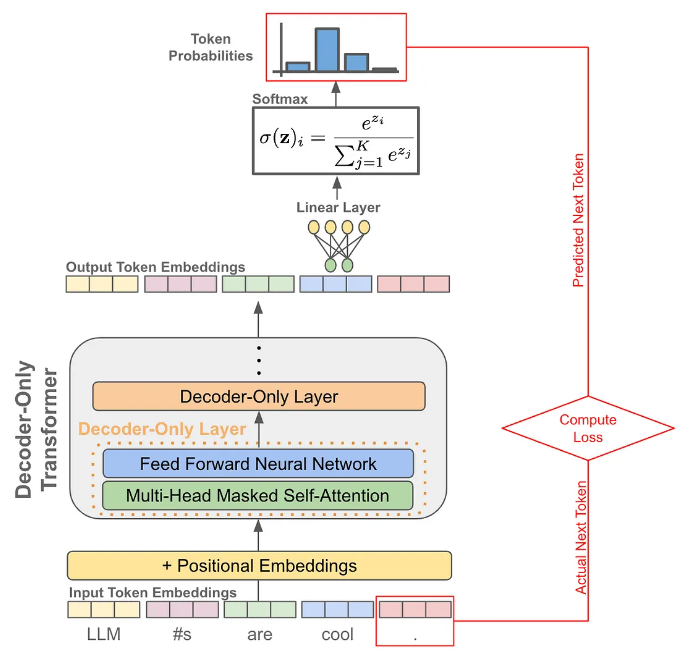 Token
Probabilities
Softmax
σ(𝐳)ᵢ = e^{z_i} / ∑_{j=1}^{K} e^{z_j}
Linear Layer
Output Token Embeddings
Decoder-Only
Transformer
Decoder-Only Layer
Decoder-Only Layer
Feed Forward Neural Network
Multi-Head Masked Self-Attention
+ Positional Embeddings
Input Token Embeddings
LLM #s are cool .
Predicted Next Token
Compute
Loss
Actual Next Token